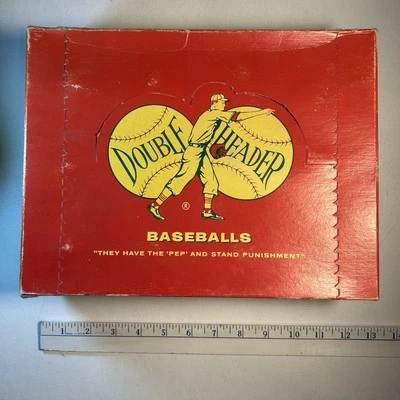 DOUBLE HEADER
®
BASEBALLS
"THEY HAVE THE 'PEP' AND STAND PUNISHMENT"
1 2 3 4 5 6 7 8 9 10 11 12 13 14